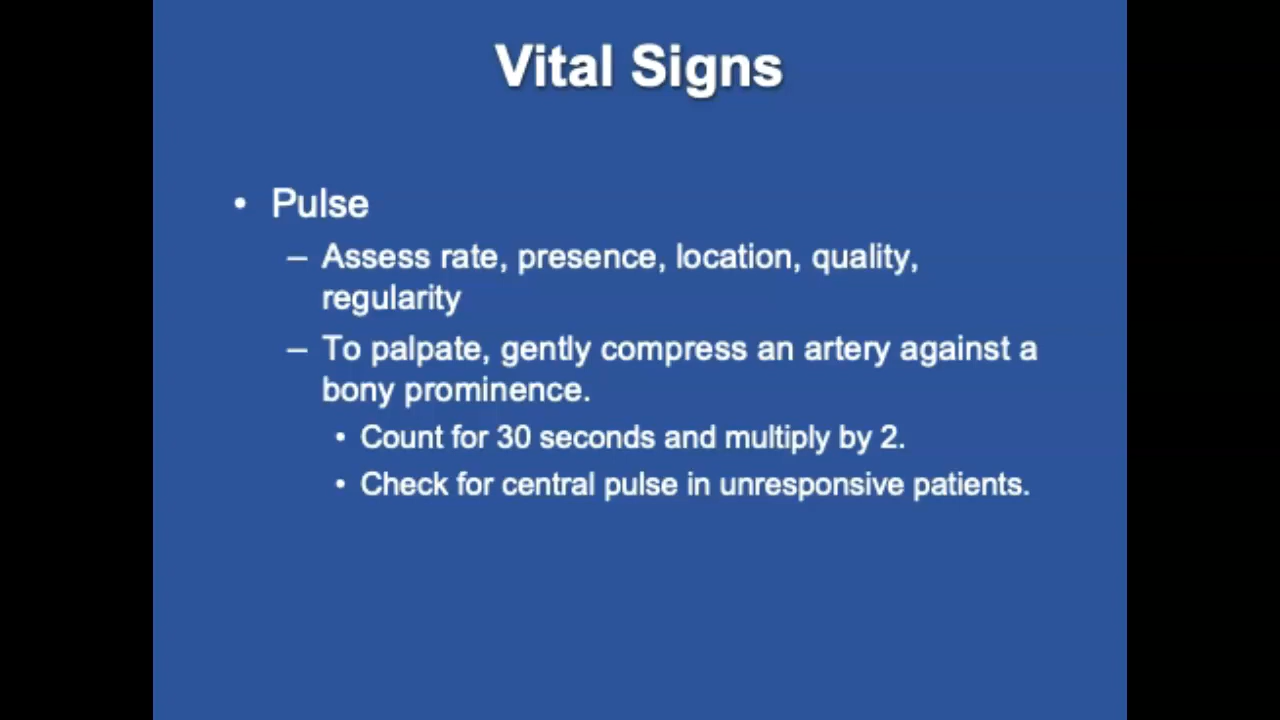 Vital Signs
• Pulse
– Assess rate, presence, location, quality,
regularity
– To palpate, gently compress an artery against a
bony prominence.
• Count for 30 seconds and multiply by 2.
• Check for central pulse in unresponsive patients.